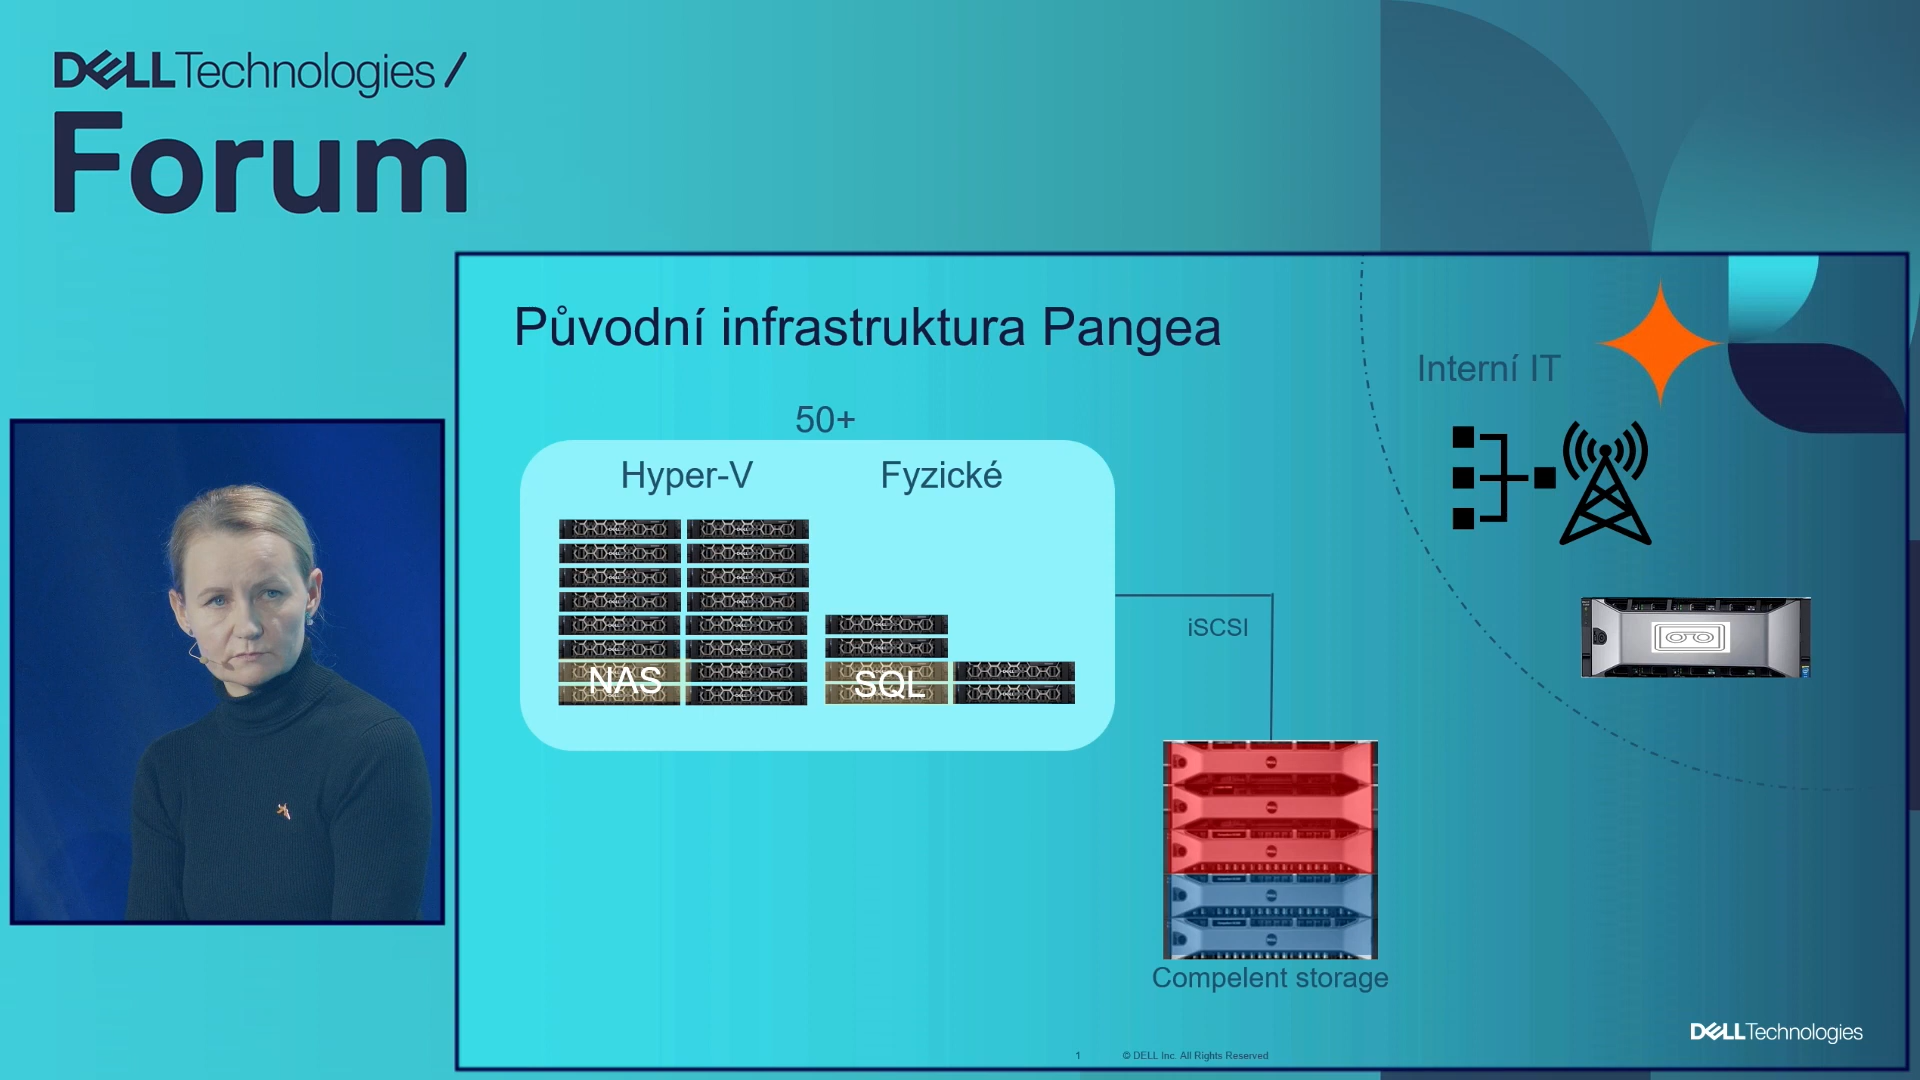 DELLTechnologies /
Forum
Původní infrastruktura Pangea
Interní IT
50+
Hyper-V
Fyzické
NAS
SQL
iSCSI
Compelent storage
DELLTechnologies
1
© DELL Inc. All Rights Reserved